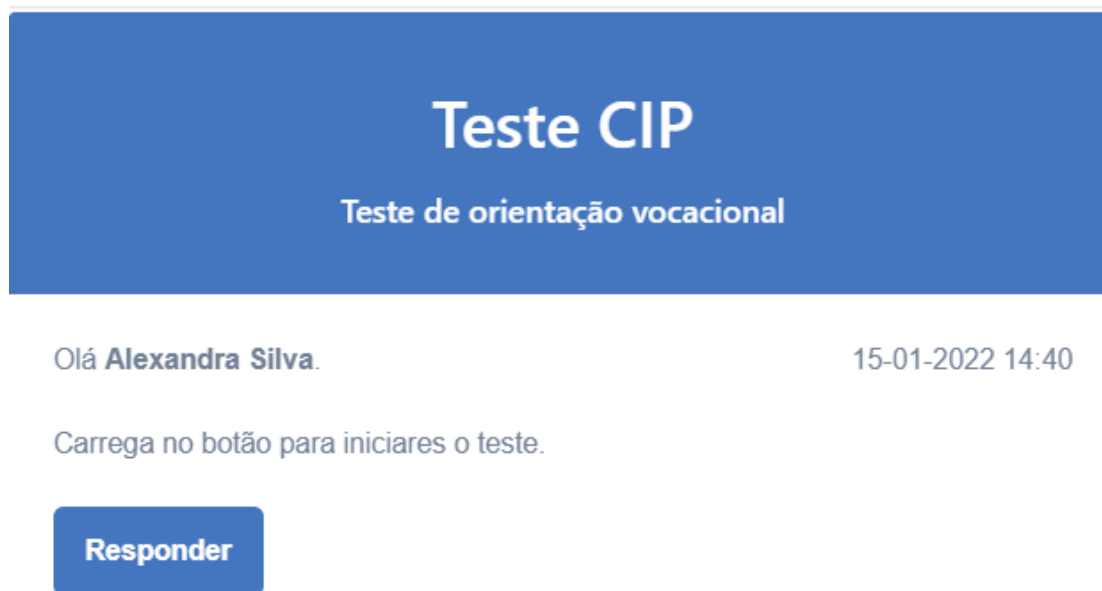 Teste CIP
Teste de orientação vocacional
Olá Alexandra Silva. 15-01-2022 14:40
Carrega no botão para iniciares o teste.
Responder